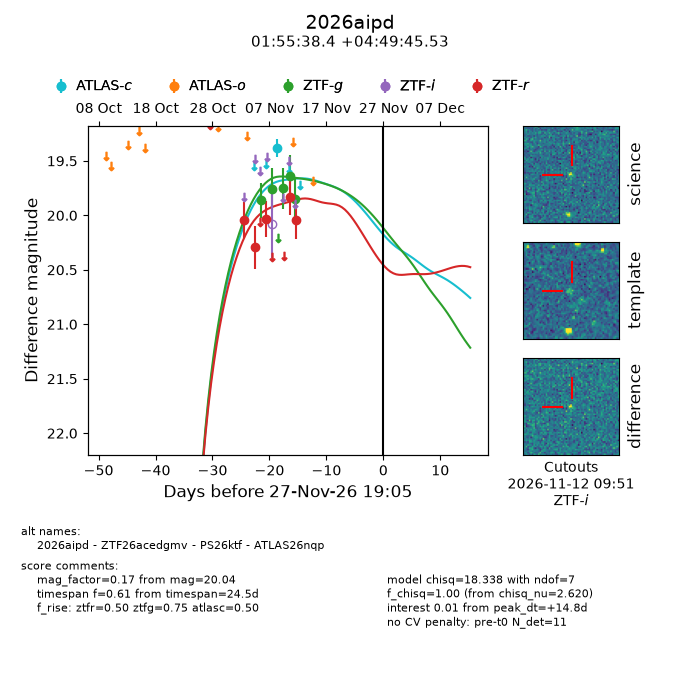 2026aipd
01:55:38.4 +04:49:45.53
ATLAS-c ATLAS-o ZTF-g ZTF-i ZTF-r
08 Oct 18 Oct 28 Oct 07 Nov 17 Nov 27 Nov 07 Dec
19.5
20.0
20.5
21.0
21.5
22.0
Difference magnitude
−50 −40 −30 −20 −10 0 10
Days before 27-Nov-26 19:05
science
template
difference
Cutouts
2026-11-12 09:51
ZTF-i
alt names:
2026aipd - ZTF26acedgmv - PS26ktf - ATLAS26nqp
score comments:
mag_factor=0.17 from mag=20.04
timespan f=0.61 from timespan=24.5d
f_rise: ztfr=0.50 ztfg=0.75 atlasc=0.50
model chisq=18.338 with ndof=7
f_chisq=1.00 (from chisq_nu=2.620)
interest 0.01 from peak_dt=+14.8d
no CV penalty: pre-t0 N_det=11